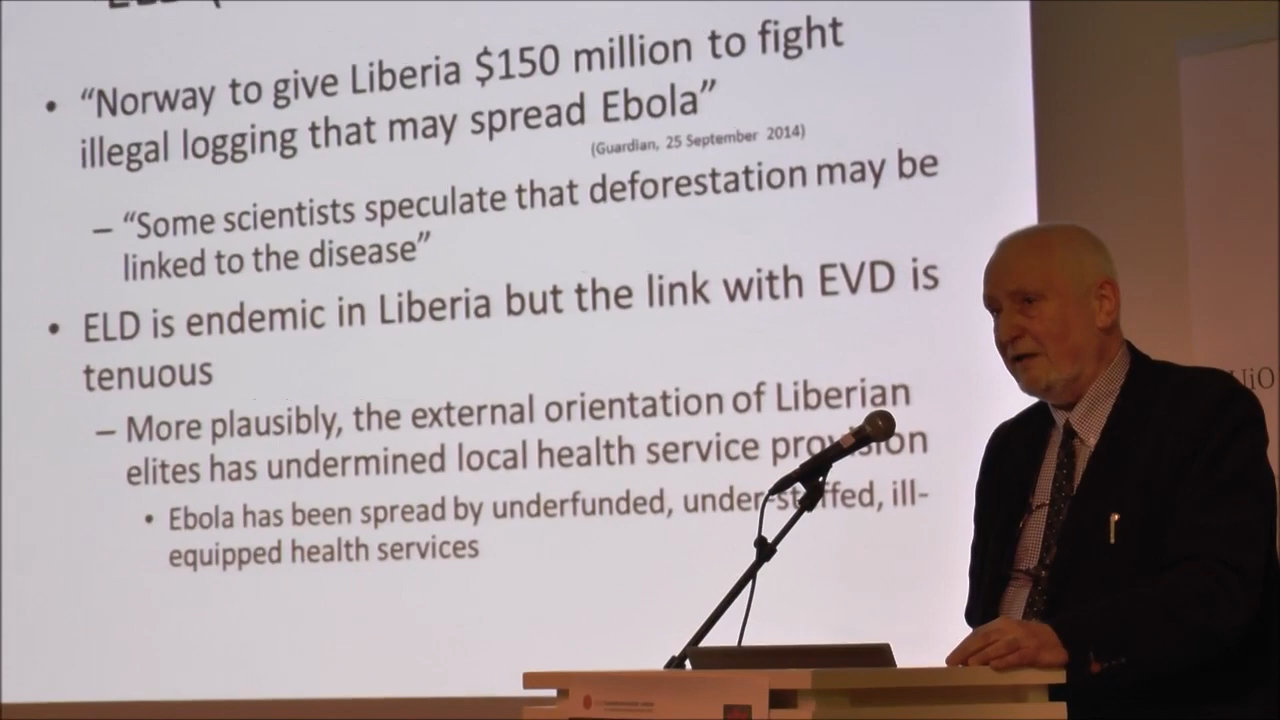 • “Norway to give Liberia $150 million to fight
illegal logging that may spread Ebola”
(Guardian, 25 September 2014)
– “Some scientists speculate that deforestation may be
linked to the disease”
• ELD is endemic in Liberia but the link with EVD is
tenuous
– More plausibly, the external orientation of Liberian
elites has undermined local health service provision
• Ebola has been spread by underfunded, under-staffed, ill-
equipped health services
UiO